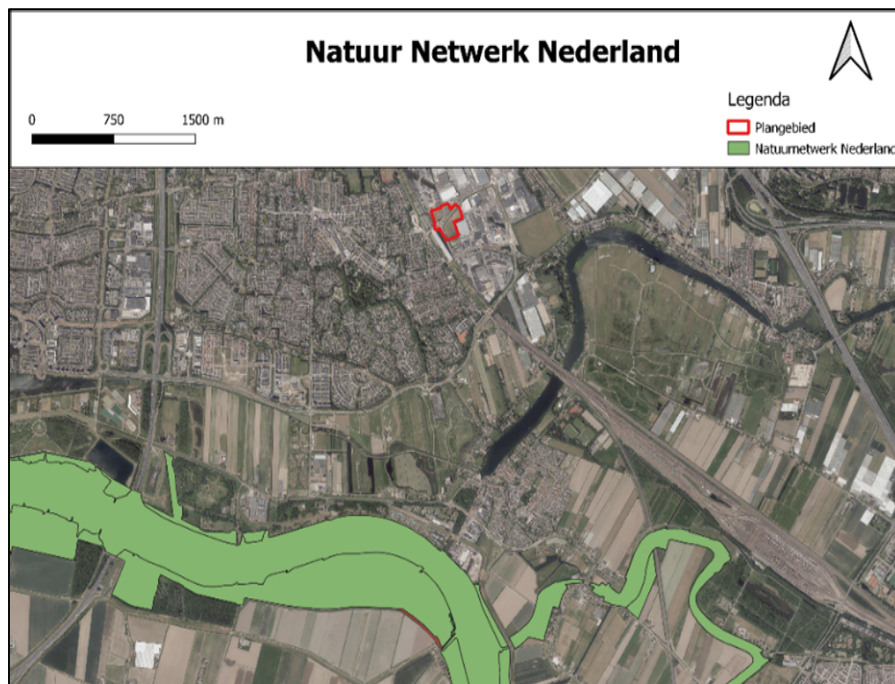 Natuur Netwerk Nederland
0 750 1500 m
Legenda
Plangebied
Natuurnetwerk Nederland